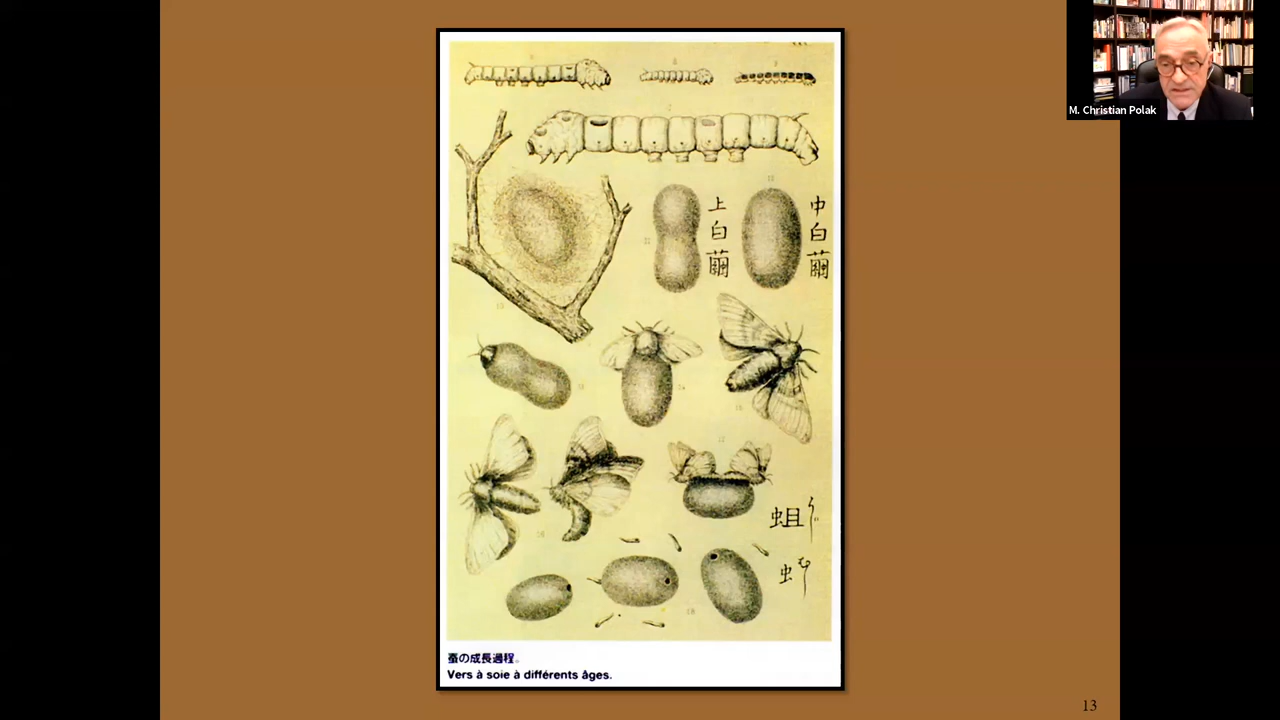 M. Christian Polak
上白繭
中白繭
蛆
虫
蚕の成長過程。
Vers à soie à différents âges.
13